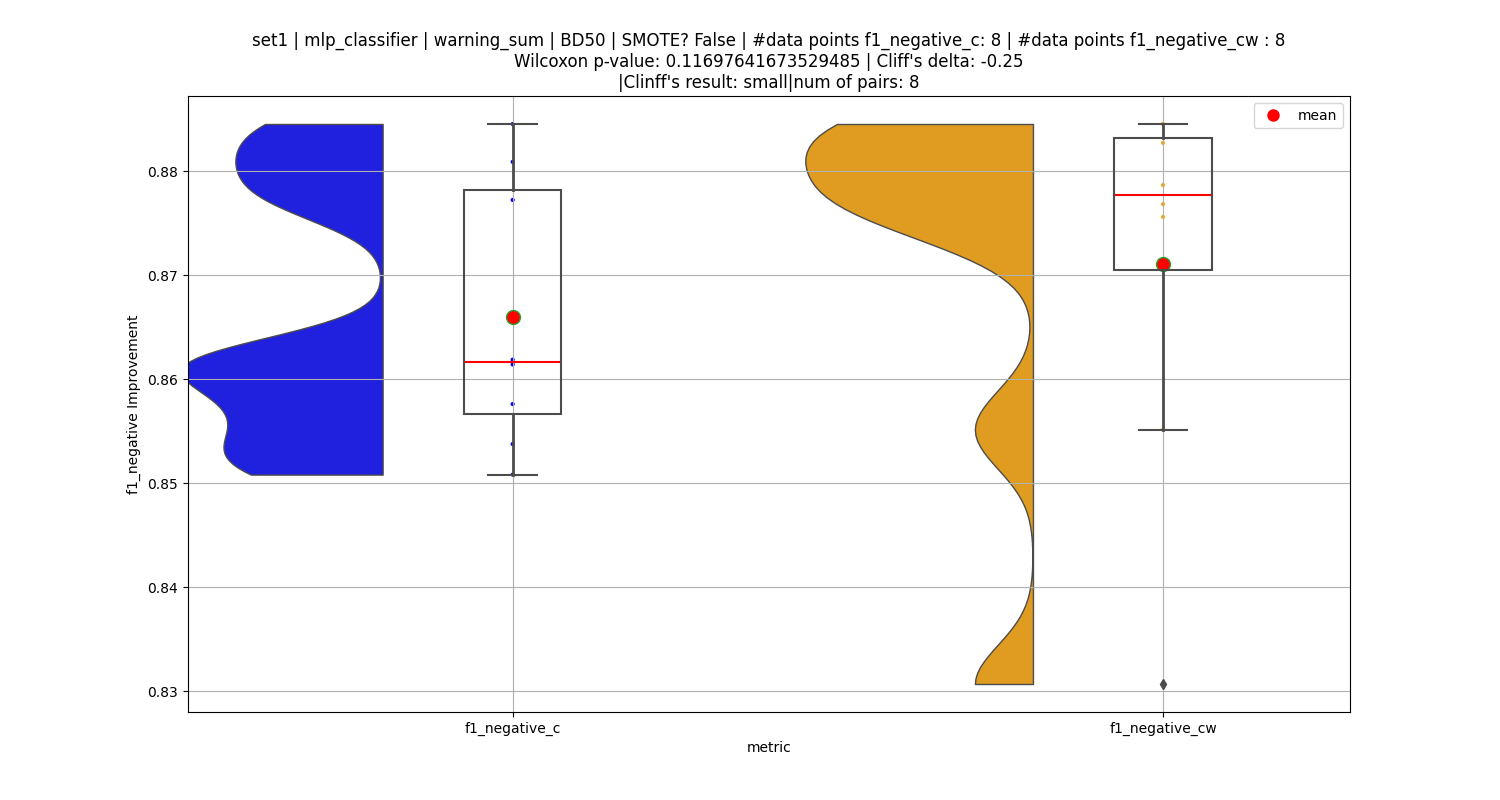 set1 | mlp_classifier | warning_sum | BD50 | SMOTE? False | #data points f1_negative_c: 8 | #data points f1_negative_cw : 8
Wilcoxon p-value: 0.11697641673529485 | Cliff's delta: -0.25
|Clinff's result: small|num of pairs: 8
mean
0.88
0.87
0.86
0.85
0.84
0.83
f1_negative Improvement
f1_negative_c
f1_negative_cw
metric